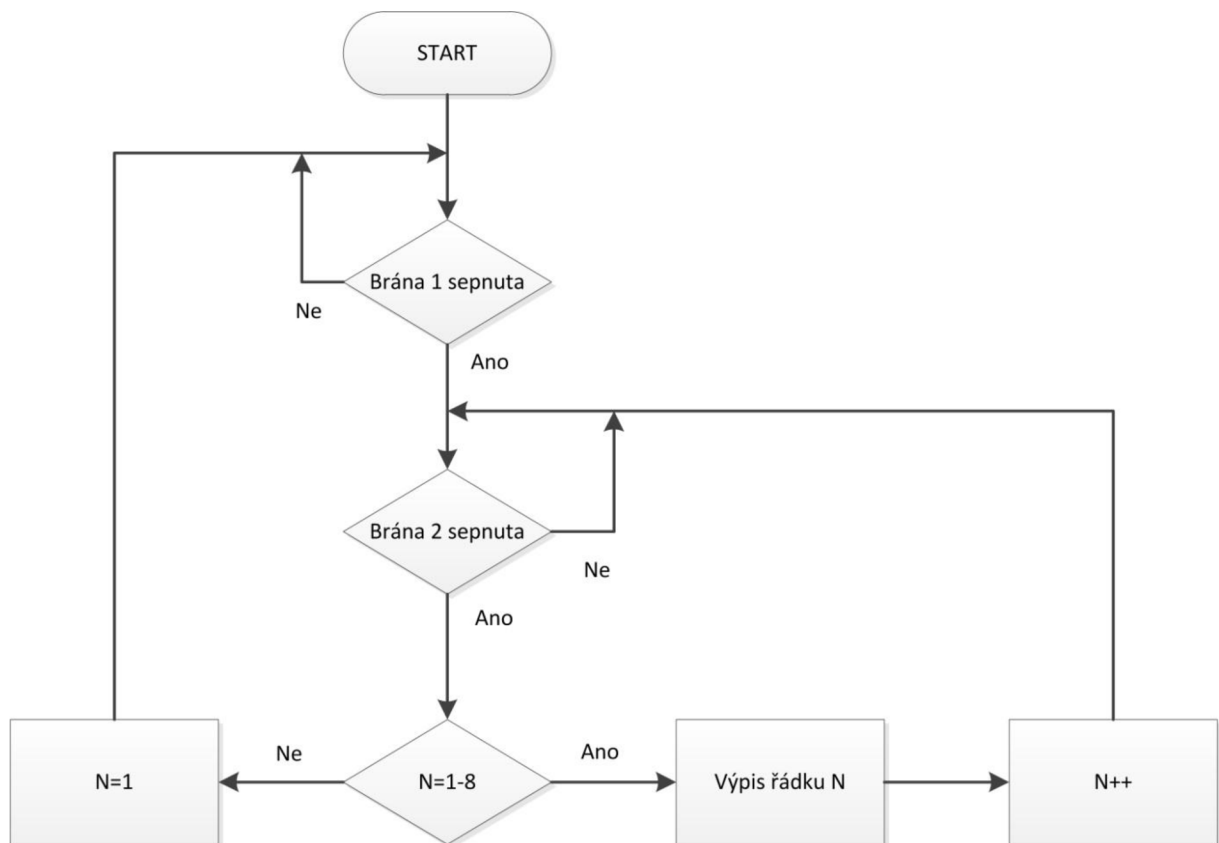 START
Brána 1 sepnuta
Ne
Ano
Brána 2 sepnuta
Ne
Ano
Ne
Ano
N=1
N=1-8
Výpis řádku N
N++